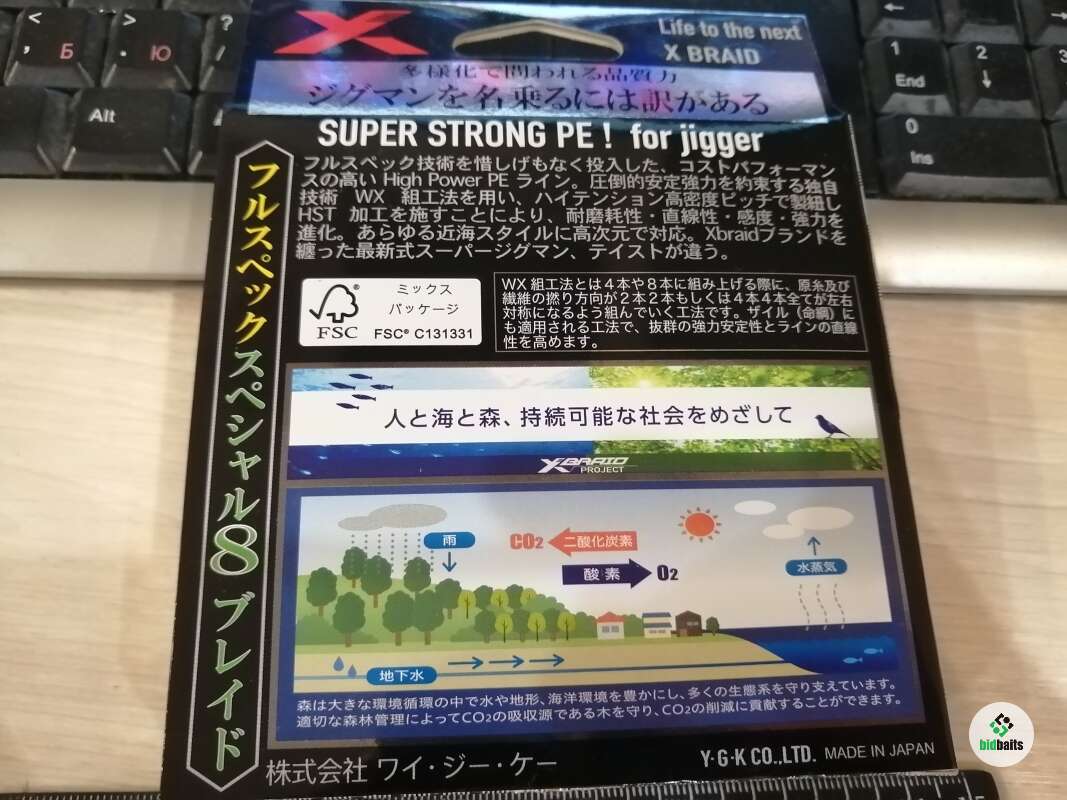 Life to the next
X BRAID
多様化で問われる品質力
ジグマンを名乗るには訳がある
SUPER STRONG PE! for jigger
フルスペック技術を惜しげもなく投入した、コストパフォーマン
スの高い High Power PE ライン。圧倒的安定強力を約束する独自
技術 WX 組工法を用い、ハイテンション高密度ピッチで製紐し
HST 加工を施すことにより、耐磨耗性・直線性・感度・強力を
進化。あらゆる近海スタイルに高次元で対応。Xbraidブランドを
纏った最新式スーパージグマン、テイストが違う。
フルスペックスペシャル8ブレイド
FSC
ミックス
パッケージ
FSC® C131331
WX 組工法とは4本や8本に組み上げる際に、原糸及び
繊維の撚り方向が2本2本もしくは4本4本全てが左右
対称になるよう組んでいく工法です。ザイル(命綱)に
も適用される工法で、抜群の強力安定性とラインの直線
性を高めます。
人と海と森、持続可能な社会をめざして
X-BRAID
PROJECT
雨
CO2 二酸化炭素
酸素 O2
水蒸気
地下水
森は大きな環境循環の中で水や地形、海洋環境を豊かにし、多くの生態系を守り支えています。
適切な森林管理によってCO2の吸収源である木を守り、CO2の削減に貢献することができます。
株式会社 ワイ・ジー・ケー
Y·G·K CO.,LTD. MADE IN JAPAN
bidbaits
<
,
Б
>
.
Ю
?
Alt
1
End
2
↓
3
0
Ins